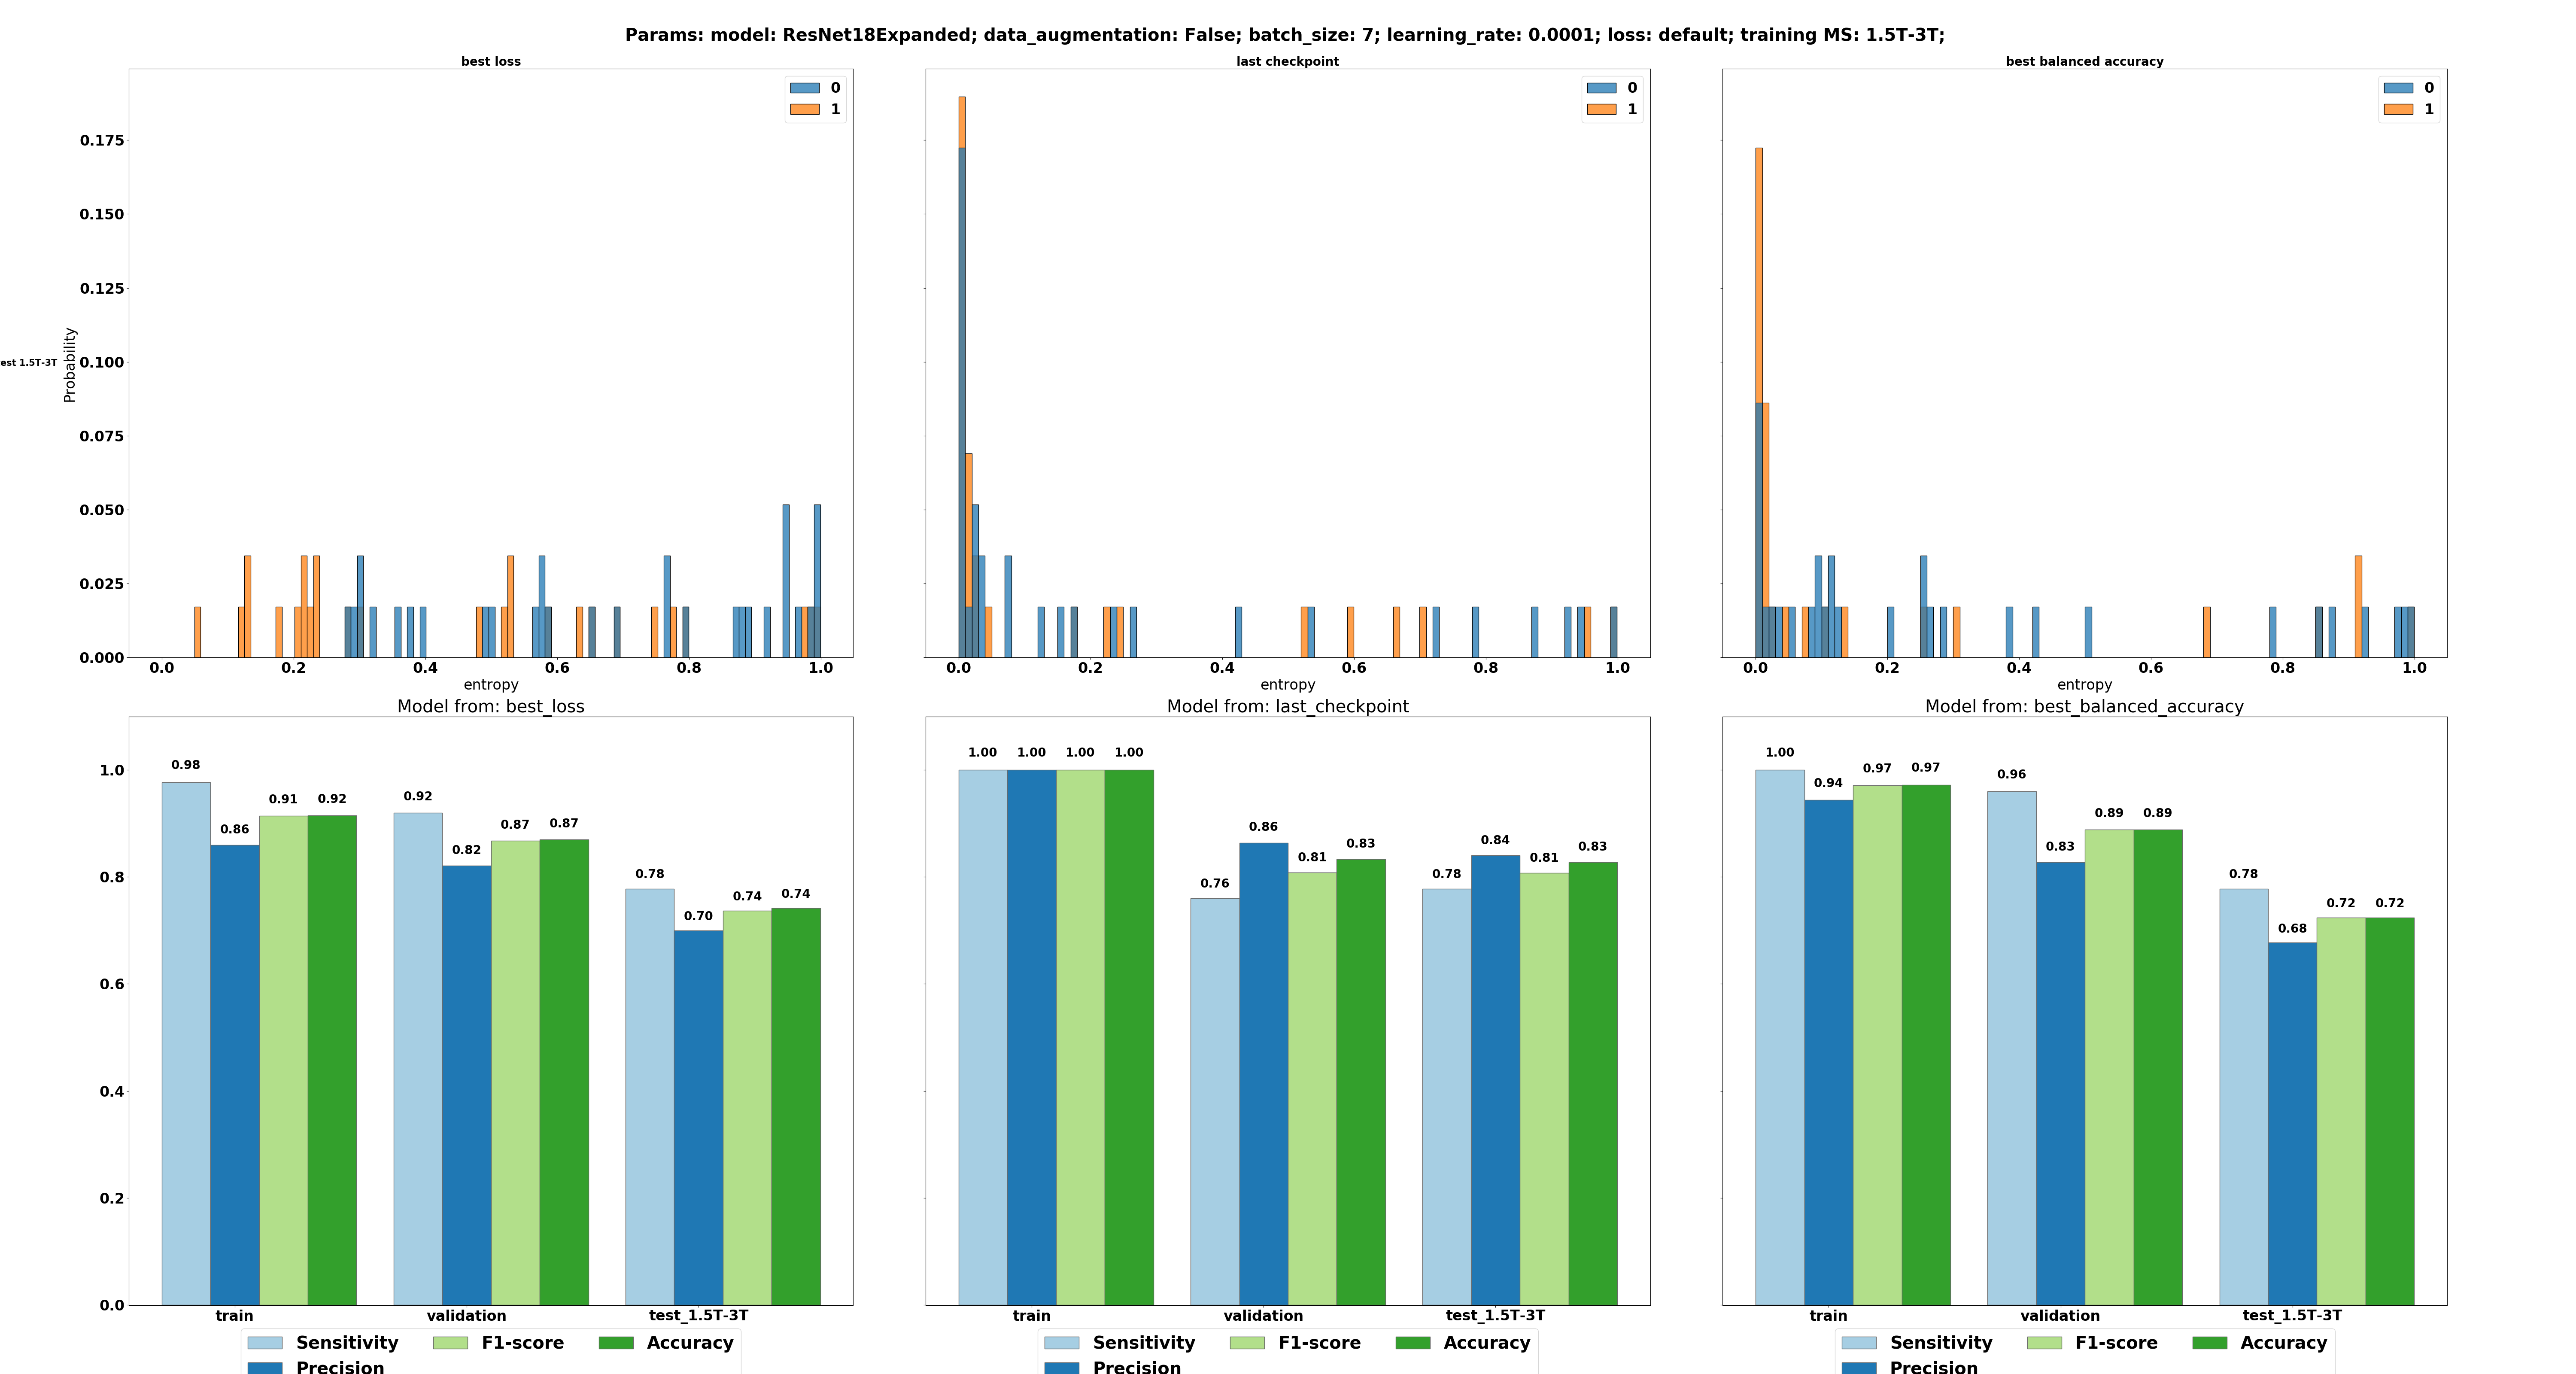 Params: model: ResNet18Expanded; data_augmentation: False; batch_size: 7; learning_rate: 0.0001; loss: default; training MS: 1.5T-3T;
best loss
last checkpoint
best balanced accuracy
0
1
0
1
0
1
0.175
0.150
0.125
est 1.5T-3T
Probability
0.100
0.075
0.050
0.025
0.000
0.0 0.2 0.4 0.6 0.8 1.0
0.0 0.2 0.4 0.6 0.8 1.0
0.0 0.2 0.4 0.6 0.8 1.0
entropy
entropy
entropy
Model from: best_loss
Model from: last_checkpoint
Model from: best_balanced_accuracy
1.0
0.8
0.6
0.4
0.2
0.0
0.98 0.86 0.91 0.92 0.92 0.82 0.87 0.87 0.78 0.70 0.74 0.74
1.00 1.00 1.00 1.00 0.76 0.86 0.81 0.83 0.78 0.84 0.81 0.83
1.00 0.94 0.97 0.97 0.96 0.83 0.89 0.89 0.78 0.68 0.72 0.72
train validation test_1.5T-3T
train validation test_1.5T-3T
train validation test_1.5T-3T
Sensitivity F1-score Accuracy
Precision
Sensitivity F1-score Accuracy
Precision
Sensitivity F1-score Accuracy
Precision